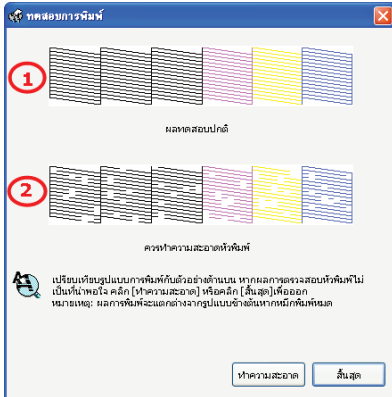 ทดสอบการพิมพ์
1
ผลทดสอบปกติ
2
ควรทำความสะอาดหัวพิมพ์
เปรียบเทียบรูปแบบการพิมพ์กับตัวอย่างด้านบน หากผลการตรวจสอบหัวพิมพ์ไม่
เป็นที่น่าพอใจ คลิก [ทำความสะอาด] หรือคลิก [สิ้นสุด]เพื่อออก
หมายเหตุ: ผลการพิมพ์จะแตกต่างจากรูปแบบข้างต้นหากหมึกพิมพ์หมด
ทำความสะอาด
สิ้นสุด